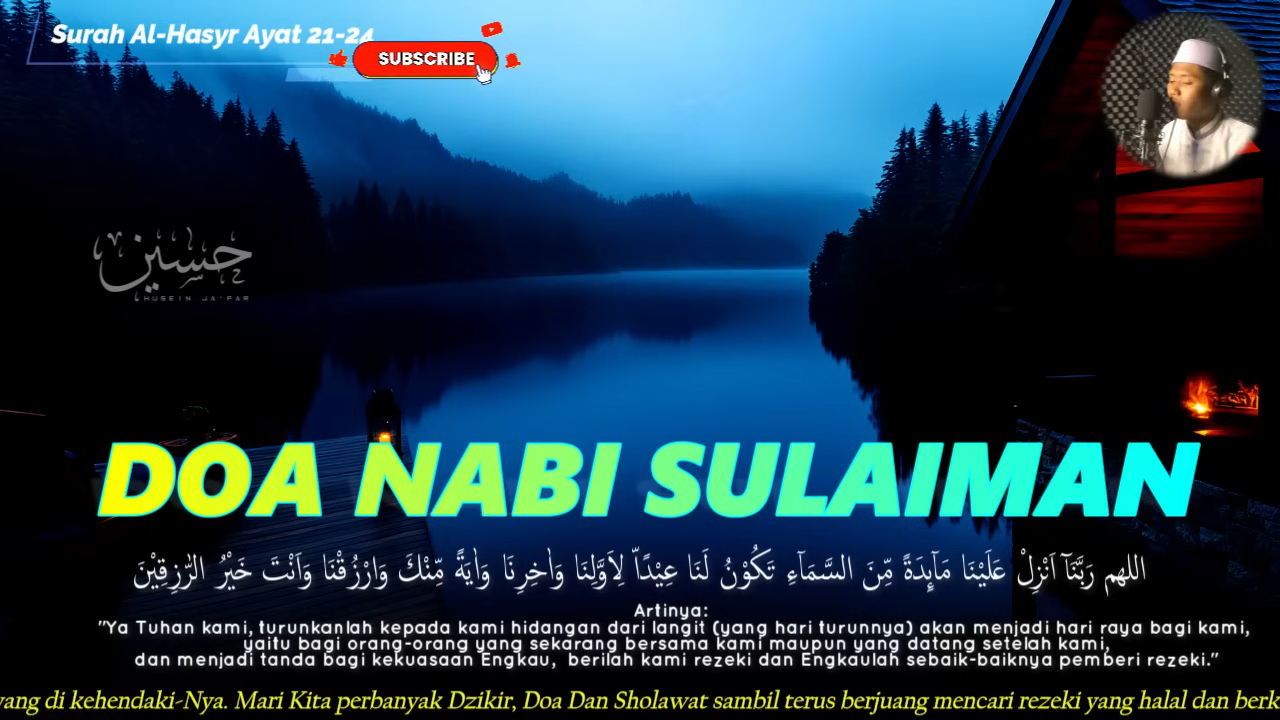 Surah Al-Hasyr Ayat 21-24
SUBSCRIBE
حسين
HUSEIN JA'FAR
DOA NABI SULAIMAN
اللهم رَبَّنَآ اَنْزِلْ عَلَيْنَا مَآىِٕدَةً مِّنَ السَّمَآءِ تَكُوْنُ لَنَا عِيْدًا لِّاَوَّلِنَا وَاٰخِرِنَا وَاٰيَةً مِّنْكَ وَارْزُقْنَا وَاَنْتَ خَيْرُ الرّٰزِقِيْنَ
Artinya:
"Ya Tuhan kami, turunkanlah kepada kami hidangan dari langit (yang hari turunnya) akan menjadi hari raya bagi kami,
yaitu bagi orang-orang yang sekarang bersama kami maupun yang datang setelah kami,
dan menjadi tanda bagi kekuasaan Engkau, berilah kami rezeki dan Engkaulah sebaik-baiknya pemberi rezeki."
yang di kehendaki-Nya. Mari Kita perbanyak Dzikir, Doa Dan Sholawat sambil terus berjuang mencari rezeki yang halal dan berk